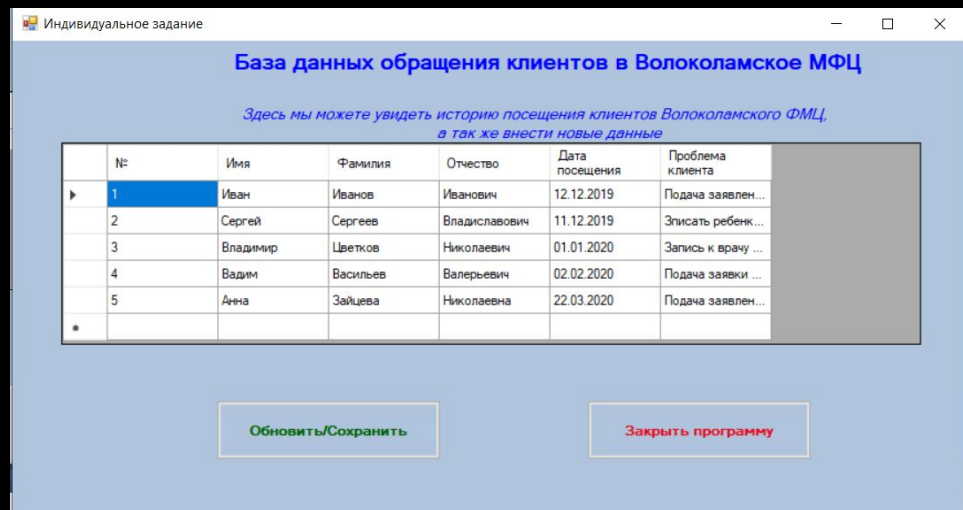 Индивидуальное задание
База данных обращения клиентов в Волоколамское МФЦ
Здесь мы можете увидеть историю посещения клиентов Волоколамского ФМЦ,
а так же внести новые данные
№ Имя Фамилия Отчество Дата посещения Проблема клиента
1 Иван Иванов Иванович 12.12.2019 Подача заявлен...
2 Сергей Сергеев Владиславович 11.12.2019 Зписать ребенк...
3 Владимир Цветков Николаевич 01.01.2020 Запись к врачу ...
4 Вадим Васильев Валерьевич 02.02.2020 Подача заявки ...
5 Анна Зайцева Николаевна 22.03.2020 Подача заявлен...
Обновить/Сохранить Закрыть программу